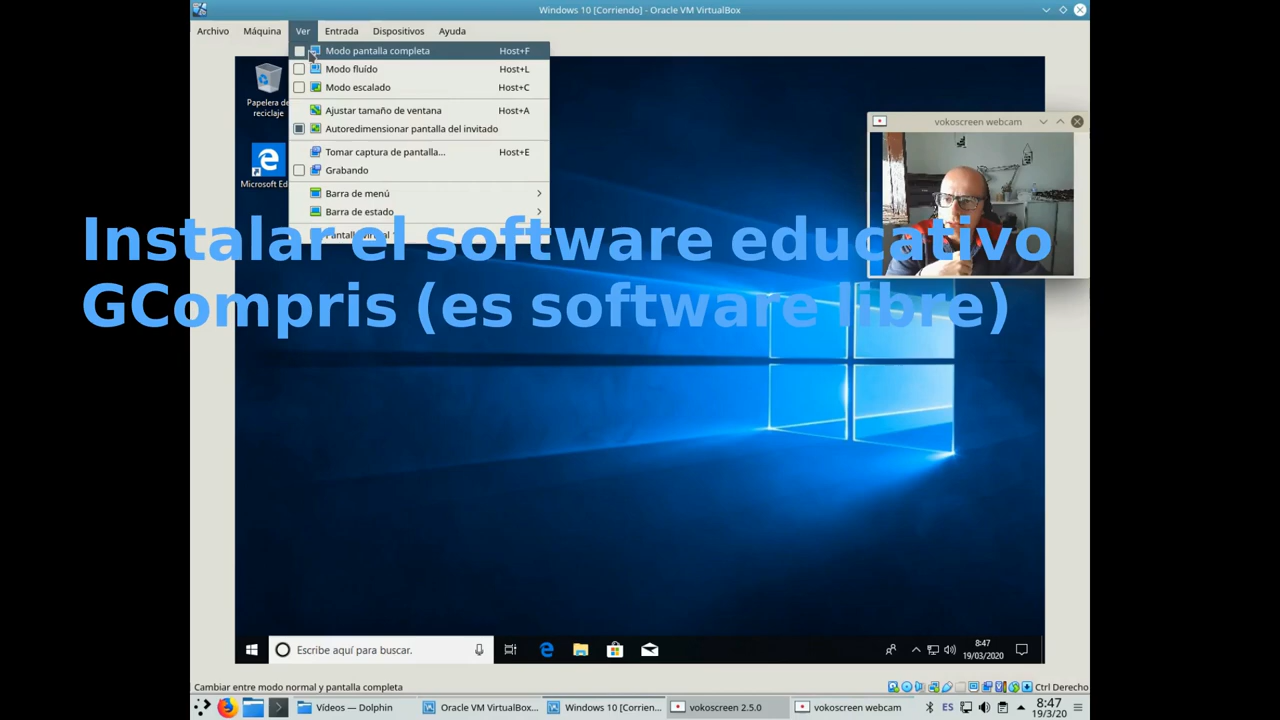 Windows 10 [Corriendo] - Oracle VM VirtualBox
Archivo Máquina Ver Entrada Dispositivos Ayuda
Modo pantalla completa Host+F
Modo fluído Host+L
Modo escalado Host+C
Ajustar tamaño de ventana Host+A
Autoredimensionar pantalla del invitado
Tomar captura de pantalla... Host+E
Grabando
Barra de menú
Barra de estado
Pantalla virtual
Papelera de
reciclaje
Microsoft Ed
vokoscreen webcam
Instalar el software educativo
GCompris (es software libre)
Escribe aquí para buscar.
8:47
19/03/2020
Cambiar entre modo normal y pantalla completa
Ctrl Derecho
Vídeos — Dolphin
Oracle VM VirtualBox...
Windows 10 [Corrien...
vokoscreen 2.5.0
vokoscreen webcam
ES
8:47
19/3/20